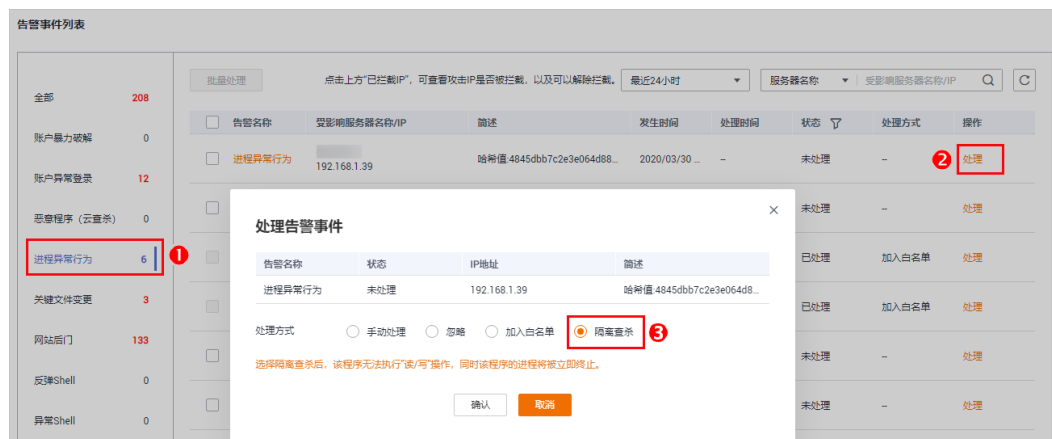 告警事件列表
批量处理 点击上方"已拦截IP"，可查看攻击IP是否被拦截，以及可以解除拦截。 最近24小时 服务器名称 受影响服务器名称/IP
全部 208
账户暴力破解 0
账户异常登录 12
恶意程序（云查杀） 0
进程异常行为 6
关键文件变更 3
网站后门 133
反弹Shell 0
异常Shell 0
告警名称 受影响服务器名称/IP 简述 发生时间 处理时间 状态 处理方式 操作
进程异常行为 192.168.1.39 哈希值:4845dbb7c2e3e064d88... 2020/03/30 ... -- 未处理 -- 处理
未处理 -- 处理
已处理 加入白名单 处理
已处理 加入白名单 处理
未处理 -- 处理
未处理 -- 处理
❶
❷
处理告警事件
告警名称 状态 IP地址 简述
进程异常行为 未处理 192.168.1.39 哈希值:4845dbb7c2e3e064d8...
处理方式 手动处理 忽略 加入白名单 隔离查杀
❸
选择隔离查杀后，该程序无法执行"读/写"操作，同时该程序的进程将被立即终止。
确认 取消